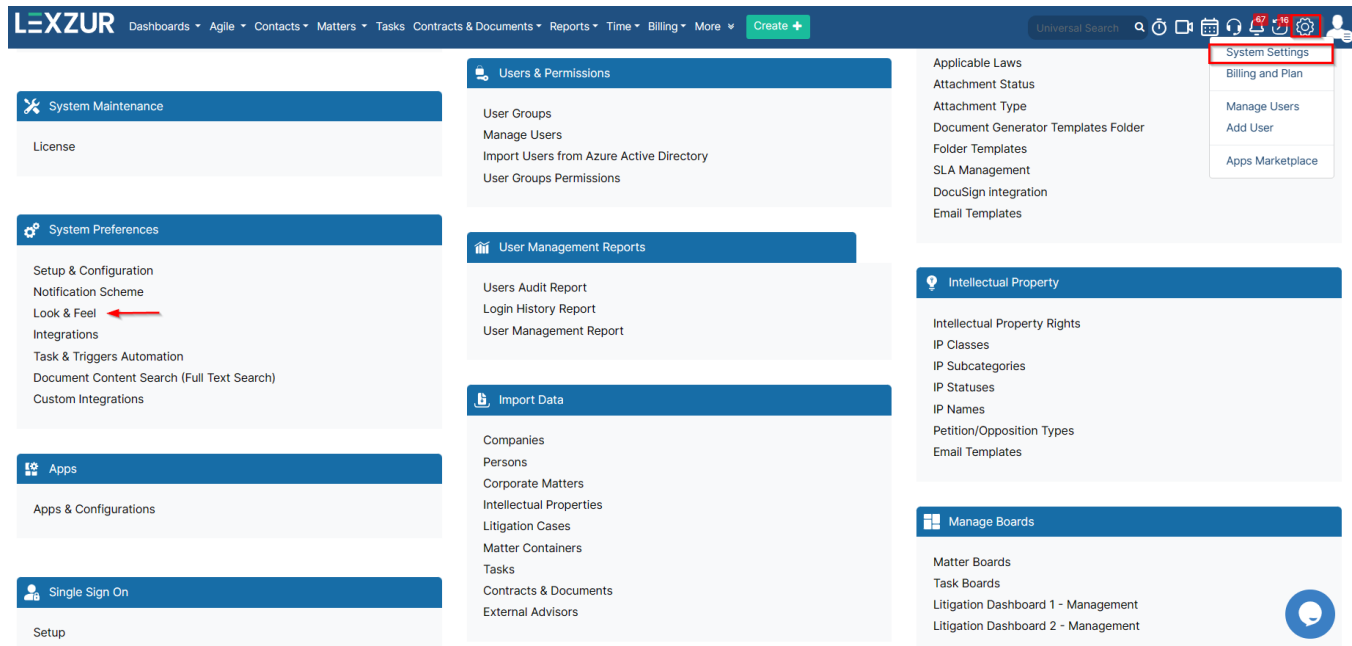 LEXZUR Dashboards Agile Contacts Matters Tasks Contracts & Documents Reports Time Billing More Create + Universal Search 67 16
System Settings
Billing and Plan
Manage Users
Add User
Apps Marketplace
System Maintenance
License
System Preferences
Setup & Configuration
Notification Scheme
Look & Feel
Integrations
Task & Triggers Automation
Document Content Search (Full Text Search)
Custom Integrations
Apps
Apps & Configurations
Single Sign On
Setup
Users & Permissions
User Groups
Manage Users
Import Users from Azure Active Directory
User Groups Permissions
User Management Reports
Users Audit Report
Login History Report
User Management Report
Import Data
Companies
Persons
Corporate Matters
Intellectual Properties
Litigation Cases
Matter Containers
Tasks
Contracts & Documents
External Advisors
Applicable Laws
Attachment Status
Attachment Type
Document Generator Templates Folder
Folder Templates
SLA Management
DocuSign integration
Email Templates
Intellectual Property
Intellectual Property Rights
IP Classes
IP Subcategories
IP Statuses
IP Names
Petition/Opposition Types
Email Templates
Manage Boards
Matter Boards
Task Boards
Litigation Dashboard 1 - Management
Litigation Dashboard 2 - Management